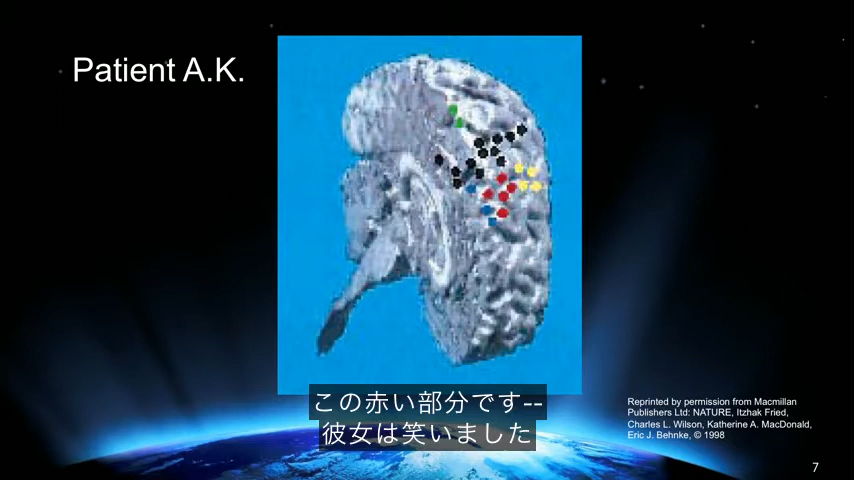 Patient A.K.
この赤い部分です--
彼女は笑いました
Reprinted by permission from Macmillan
Publishers Ltd: NATURE, Itzhak Fried,
Charles L. Wilson, Katherine A. MacDonald,
Eric J. Behnke, © 1998
7